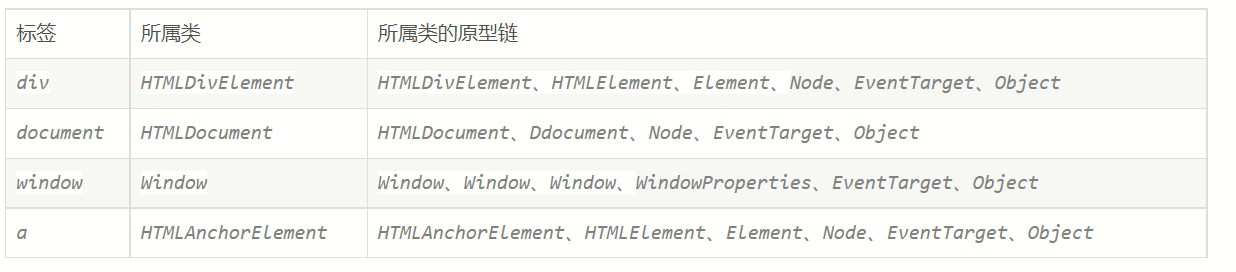 标签 所属类 所属类的原型链
div HTMLDivElement HTMLDivElement、HTMLElement、Element、Node、EventTarget、Object
document HTMLDocument HTMLDocument、Ddocument、Node、EventTarget、Object
window Window Window、Window、Window、WindowProperties、EventTarget、Object
a HTMLAnchorElement HTMLAnchorElement、HTMLElement、Element、Node、EventTarget、Object